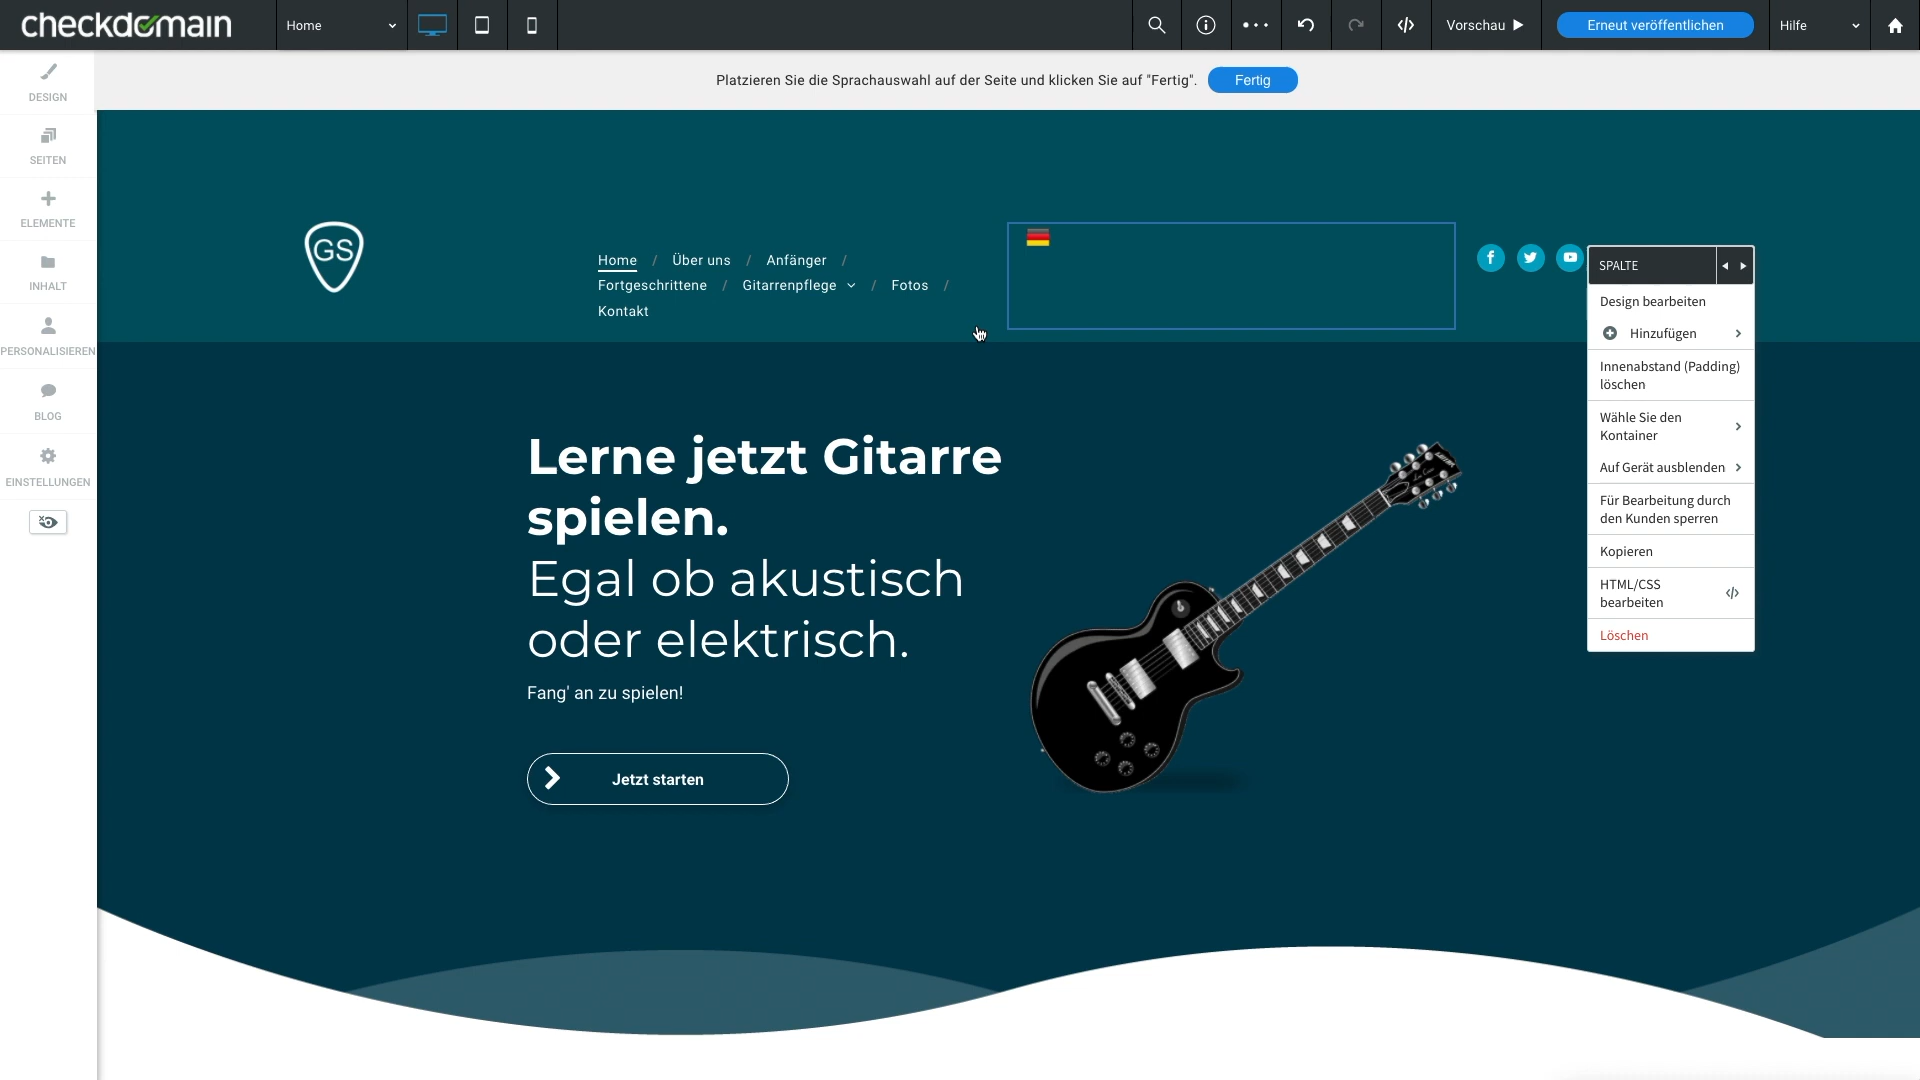 checkdomain
Home
Vorschau
Erneut veröffentlichen
Hilfe
Platzieren Sie die Sprachauswahl auf der Seite und klicken Sie auf "Fertig".
Fertig
DESIGN
SEITEN
ELEMENTE
INHALT
PERSONALISIEREN
BLOG
EINSTELLUNGEN
GS
Home / Über uns / Anfänger /
Fortgeschrittene / Gitarrenpflege / Fotos /
Kontakt
SPALTE
Design bearbeiten
Hinzufügen
Innenabstand (Padding)
löschen
Wähle Sie den
Kontainer
Auf Gerät ausblenden
Für Bearbeitung durch
den Kunden sperren
Kopieren
HTML/CSS
bearbeiten
Löschen
Lerne jetzt Gitarre
spielen.
Egal ob akustisch
oder elektrisch.
Fang' an zu spielen!
Jetzt starten